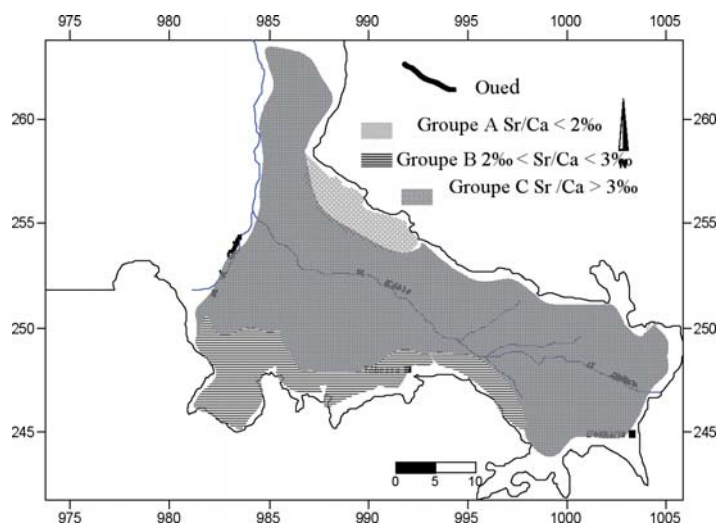 975 980 985 990 995 1000 1005
Oued
260
Groupe A Sr/Ca < 2‰
Groupe B 2‰ < Sr/Ca < 3‰
N
Groupe C Sr /Ca > 3‰
260
255
255
250
250
245
245
0 5 10
975 980 985 990 995 1000 1005